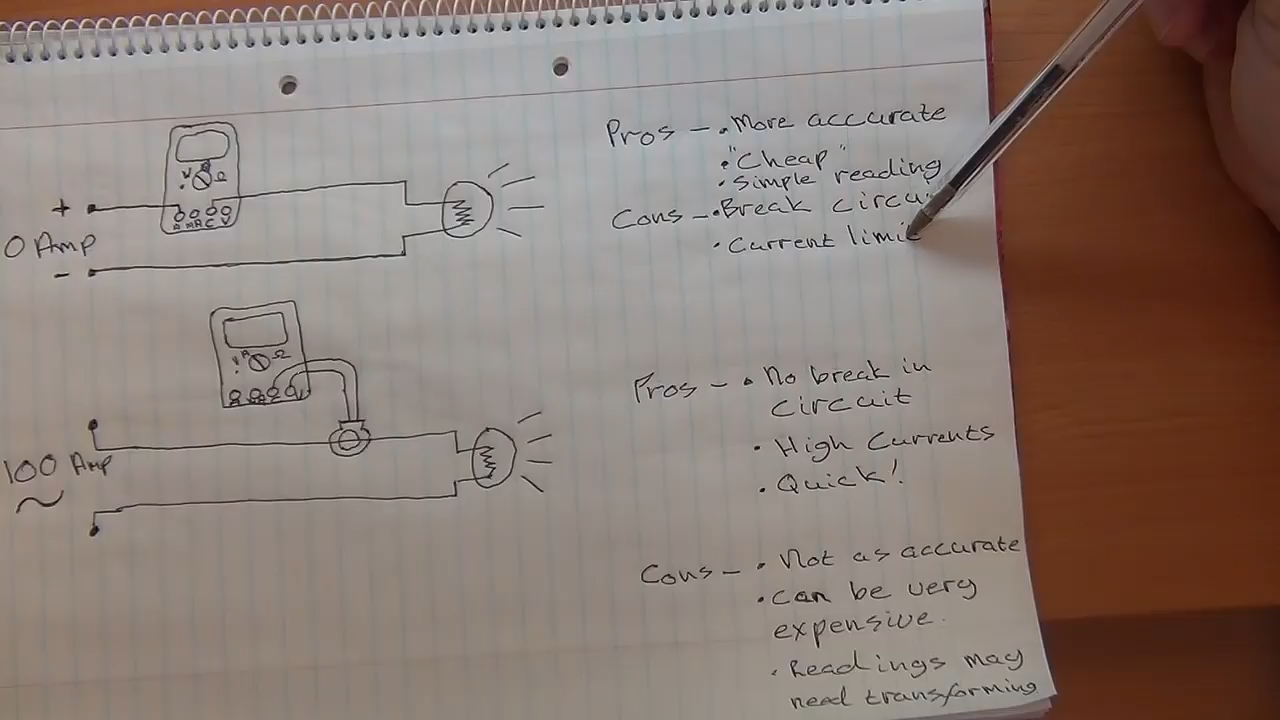 Pros - • More accurate
• "Cheap"
• Simple reading
Cons - • Break circu
• Current limi
V Ω
A mA C V
+
0 Amp
-
Pros - • No break in
circuit
• High Currents
• Quick!
V A Ω
100 Amp
~
Cons - • Not as accurate
• Can be very
expensive.
• Readings may
need transforming